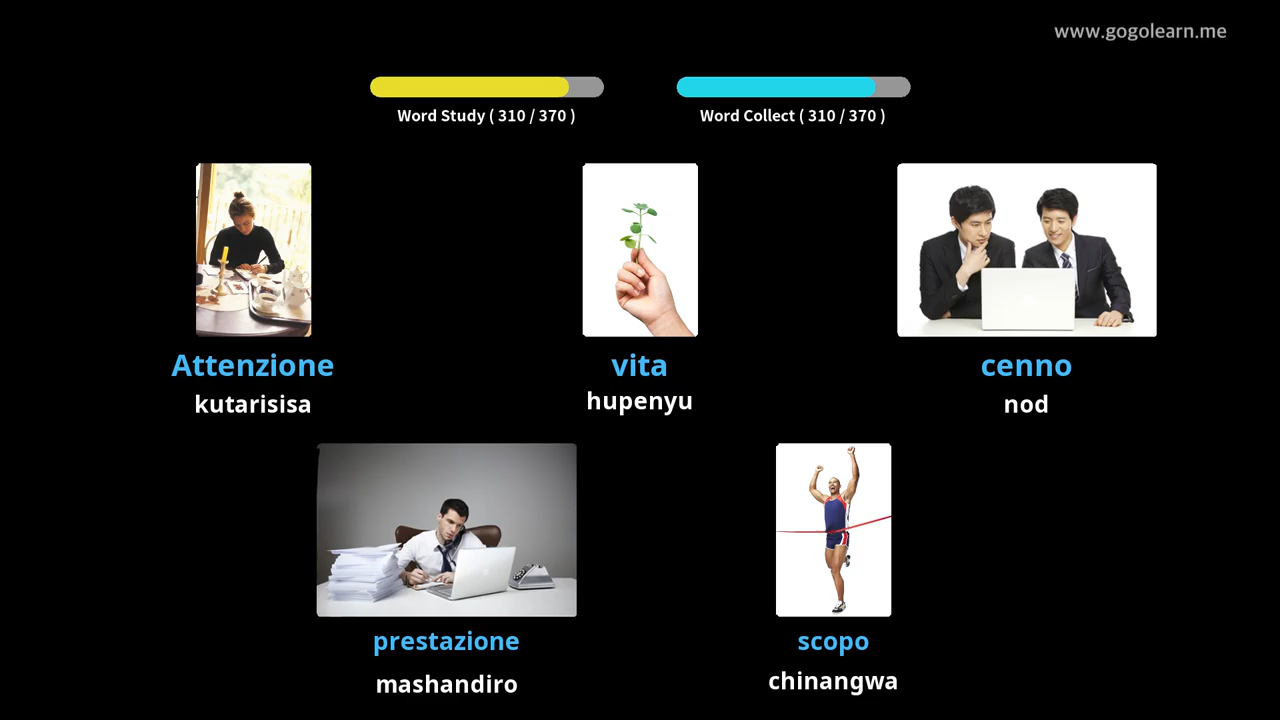 www.gogolearn.me
Word Study ( 310 / 370 )
Word Collect ( 310 / 370 )
Attenzione
kutarisisa
vita
hupenyu
cenno
nod
prestazione
mashandiro
scopo
chinangwa